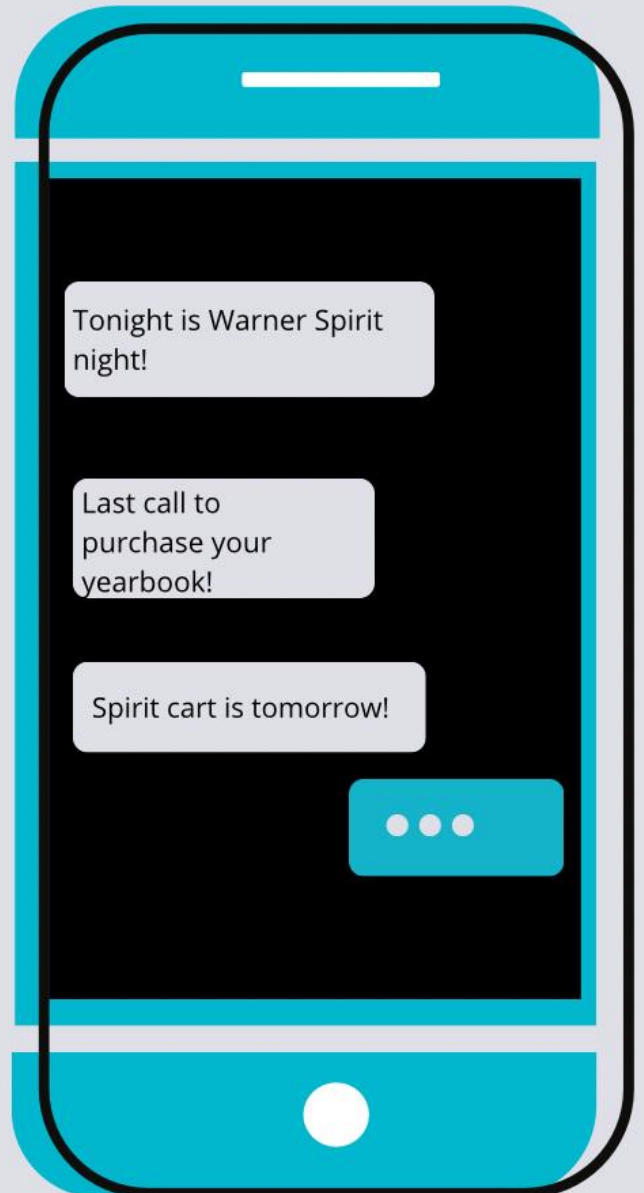 Tonight is Warner Spirit
night!
Last call to
purchase your
yearbook!
Spirit cart is tomorrow!